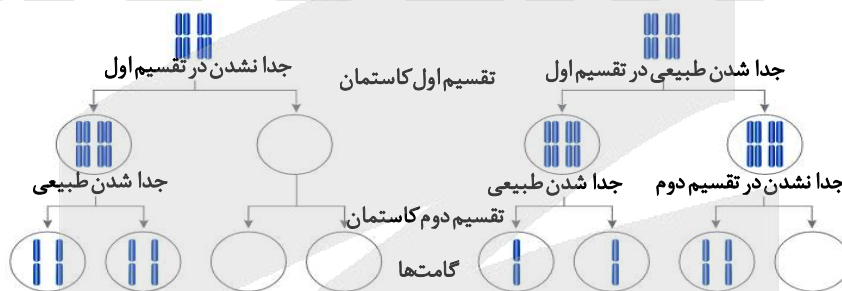 جدا نشدن در تقسیم اول
تقسیم اول کاستمان
جدا شدن طبیعی در تقسیم اول
جدا شدن طبیعی
جدا شدن طبیعی
جدا نشدن در تقسیم دوم
تقسیم دوم کاستمان
گامت‌ها